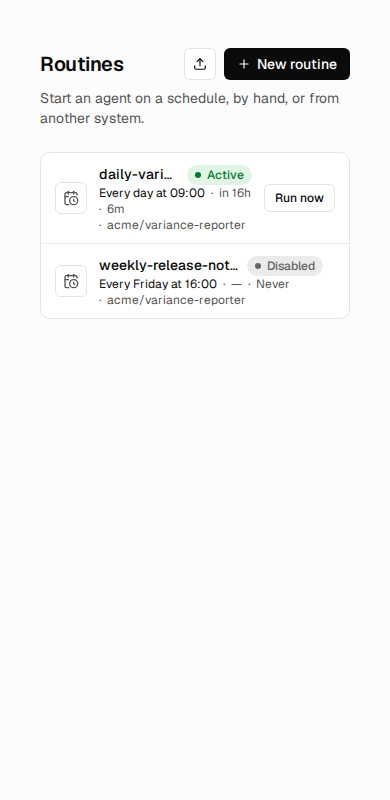 Routines
New routine
Start an agent on a schedule, by hand, or from
another system.
daily-vari...
Active
Every day at 09:00 · in 16h
· 6m
· acme/variance-reporter
Run now
weekly-release-not...
Disabled
Every Friday at 16:00 · — · Never
· acme/variance-reporter